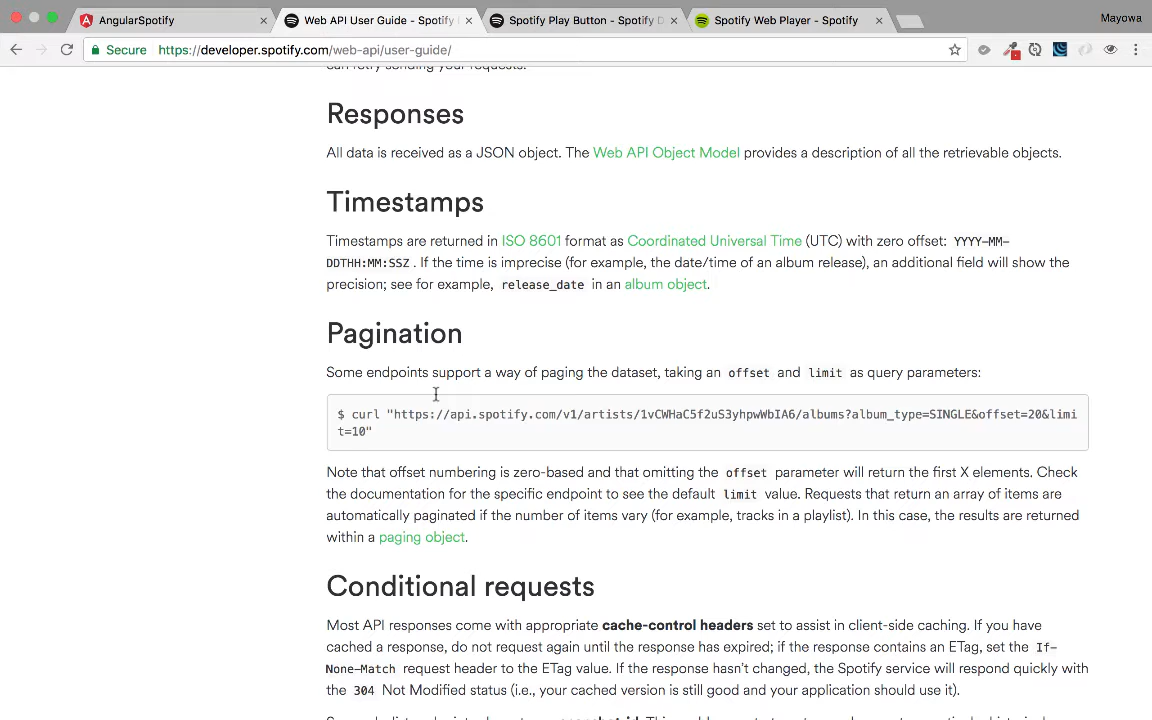 AngularSpotify
Web API User Guide - Spotify
Spotify Play Button - Spotify D
Spotify Web Player - Spotify
Mayowa
Secure https://developer.spotify.com/web-api/user-guide/
can retry sending your requests.
Responses
All data is received as a JSON object. The Web API Object Model provides a description of all the retrievable objects.
Timestamps
Timestamps are returned in ISO 8601 format as Coordinated Universal Time (UTC) with zero offset: YYYY-MM-
DDTHH:MM:SSZ. If the time is imprecise (for example, the date/time of an album release), an additional field will show the
precision; see for example, release_date in an album object.
Pagination
Some endpoints support a way of paging the dataset, taking an offset and limit as query parameters:
$ curl "https://api.spotify.com/v1/artists/1vCWHaC5f2uS3yhpwWbIA6/albums?album_type=SINGLE&offset=20&limi
t=10"
Note that offset numbering is zero-based and that omitting the offset parameter will return the first X elements. Check
the documentation for the specific endpoint to see the default limit value. Requests that return an array of items are
automatically paginated if the number of items vary (for example, tracks in a playlist). In this case, the results are returned
within a paging object.
Conditional requests
Most API responses come with appropriate cache-control headers set to assist in client-side caching. If you have
cached a response, do not request again until the response has expired; if the response contains an ETag, set the If-
None-Match request header to the ETag value. If the response hasn't changed, the Spotify service will respond quickly with
the 304 Not Modified status (i.e., your cached version is still good and your application should use it).